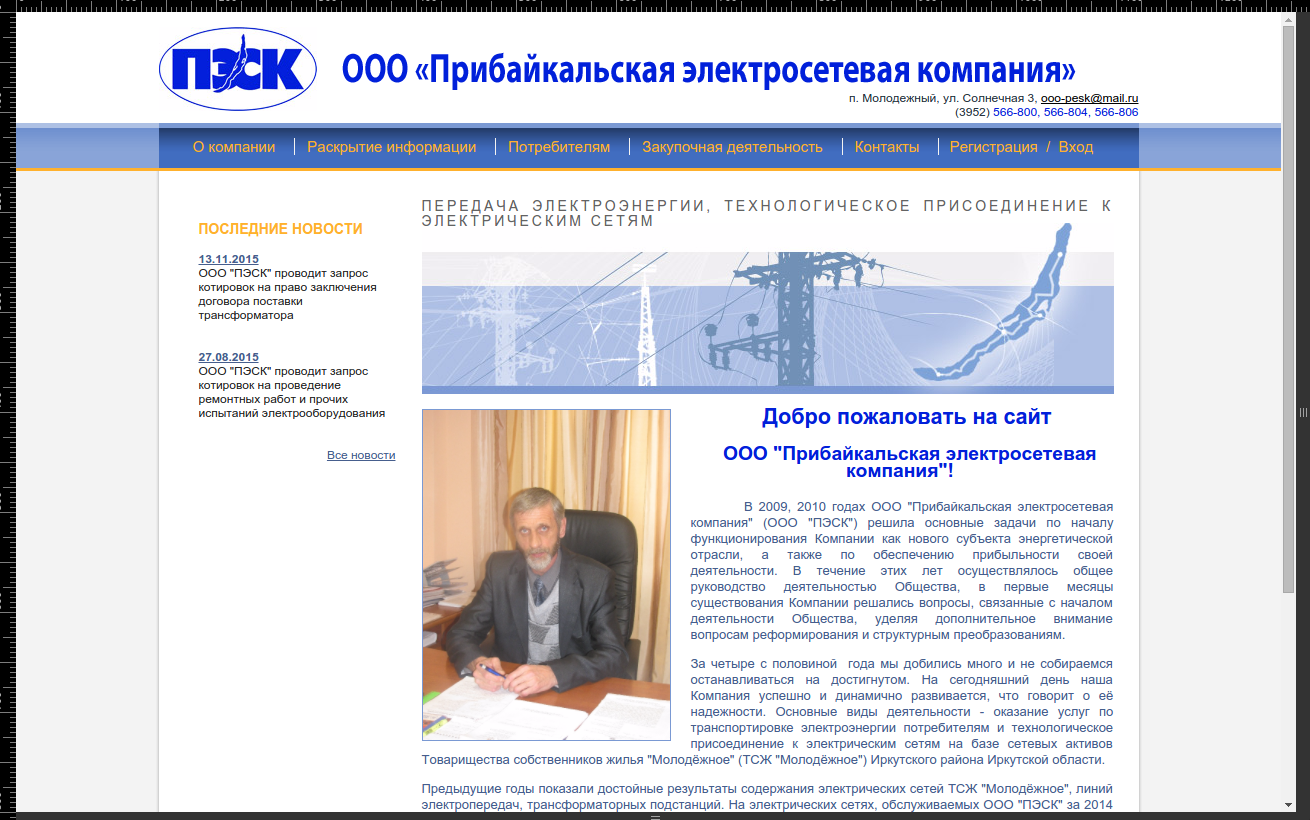 ПЭСК
ООО «Прибайкальская электросетевая компания»
п. Молодежный, ул. Солнечная 3, ooo-pesk@mail.ru
(3952) 566-800, 566-804, 566-806
О компании
Раскрытие информации
Потребителям
Закупочная деятельность
Контакты
Регистрация / Вход
ПОСЛЕДНИЕ НОВОСТИ
13.11.2015
ООО "ПЭСК" проводит запрос
котировок на право заключения
договора поставки
трансформатора
27.08.2015
ООО "ПЭСК" проводит запрос
котировок на проведение
ремонтных работ и прочих
испытаний электрооборудования
Все новости
ПЕРЕДАЧА ЭЛЕКТРОЭНЕРГИИ, ТЕХНОЛОГИЧЕСКОЕ ПРИСОЕДИНЕНИЕ К
ЭЛЕКТРИЧЕСКИМ СЕТЯМ
Добро пожаловать на сайт
ООО "Прибайкальская электросетевая
компания"!
В 2009, 2010 годах ООО "Прибайкальская электросетевая
компания" (ООО "ПЭСК") решила основные задачи по началу
функционирования Компании как нового субъекта энергетической
отрасли, а также по обеспечению прибыльности своей
деятельности. В течение этих лет осуществлялось общее
руководство деятельностью Общества, в первые месяцы
существования Компании решались вопросы, связанные с началом
деятельности Общества, уделяя дополнительное внимание
вопросам реформирования и структурным преобразованиям.
За четыре с половиной года мы добились много и не собираемся
останавливаться на достигнутом. На сегодняшний день наша
Компания успешно и динамично развивается, что говорит о её
надежности. Основные виды деятельности - оказание услуг по
транспортировке электроэнергии потребителям и технологическое
присоединение к электрическим сетям на базе сетевых активов
Товарищества собственников жилья "Молодёжное" (ТСЖ "Молодёжное") Иркутского района Иркутской области.
Предыдущие годы показали достойные результаты содержания электрических сетей ТСЖ "Молодёжное", линий
электропередач, трансформаторных подстанций. На электрических сетях, обслуживаемых ООО "ПЭСК" за 2014